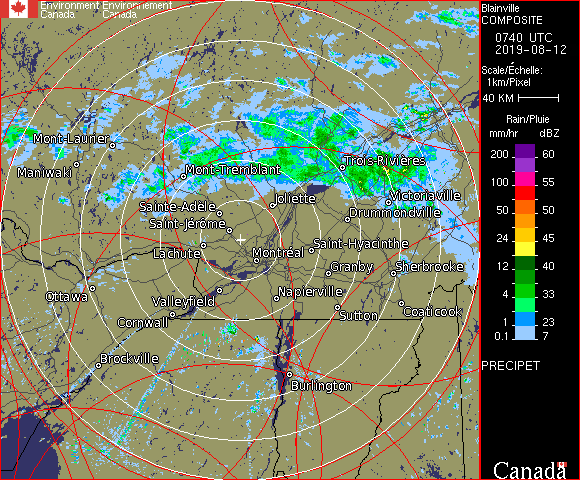 Environment Environnement
Canada Canada
Blainville
COMPOSITE
0740 UTC
2019-08-12
Scale/Échelle:
1km/Pixel
40 KM
Rain/Pluie
mm/hr dBZ
200 60
100 55
50 50
24 45
12 40
4 33
1 23
0.1 7
PRECIPET
Canada
Mont-Laurier
Maniwaki
Mont-Tremblant
Trois-Rivières
Victoriaville
Joliette
Sainte-Adele
Drummondville
Saint-Jérôme
Lachute
Montréal
Saint-Hyacinthe
Granby
Sherbrooke
Ottawa
Valleyfield
Napierville
Cornwall
Sutton
Coaticook
Brockville
Burlington